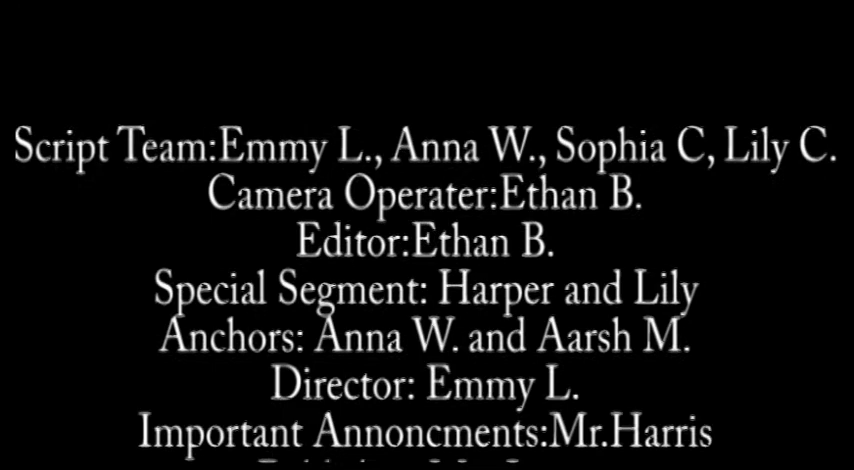 Script Team:Emmy L., Anna W., Sophia C, Lily C.
Camera Operater:Ethan B.
Editor:Ethan B.
Special Segment: Harper and Lily
Anchors: Anna W. and Aarsh M.
Director: Emmy L.
Important Annoncments:Mr.Harris